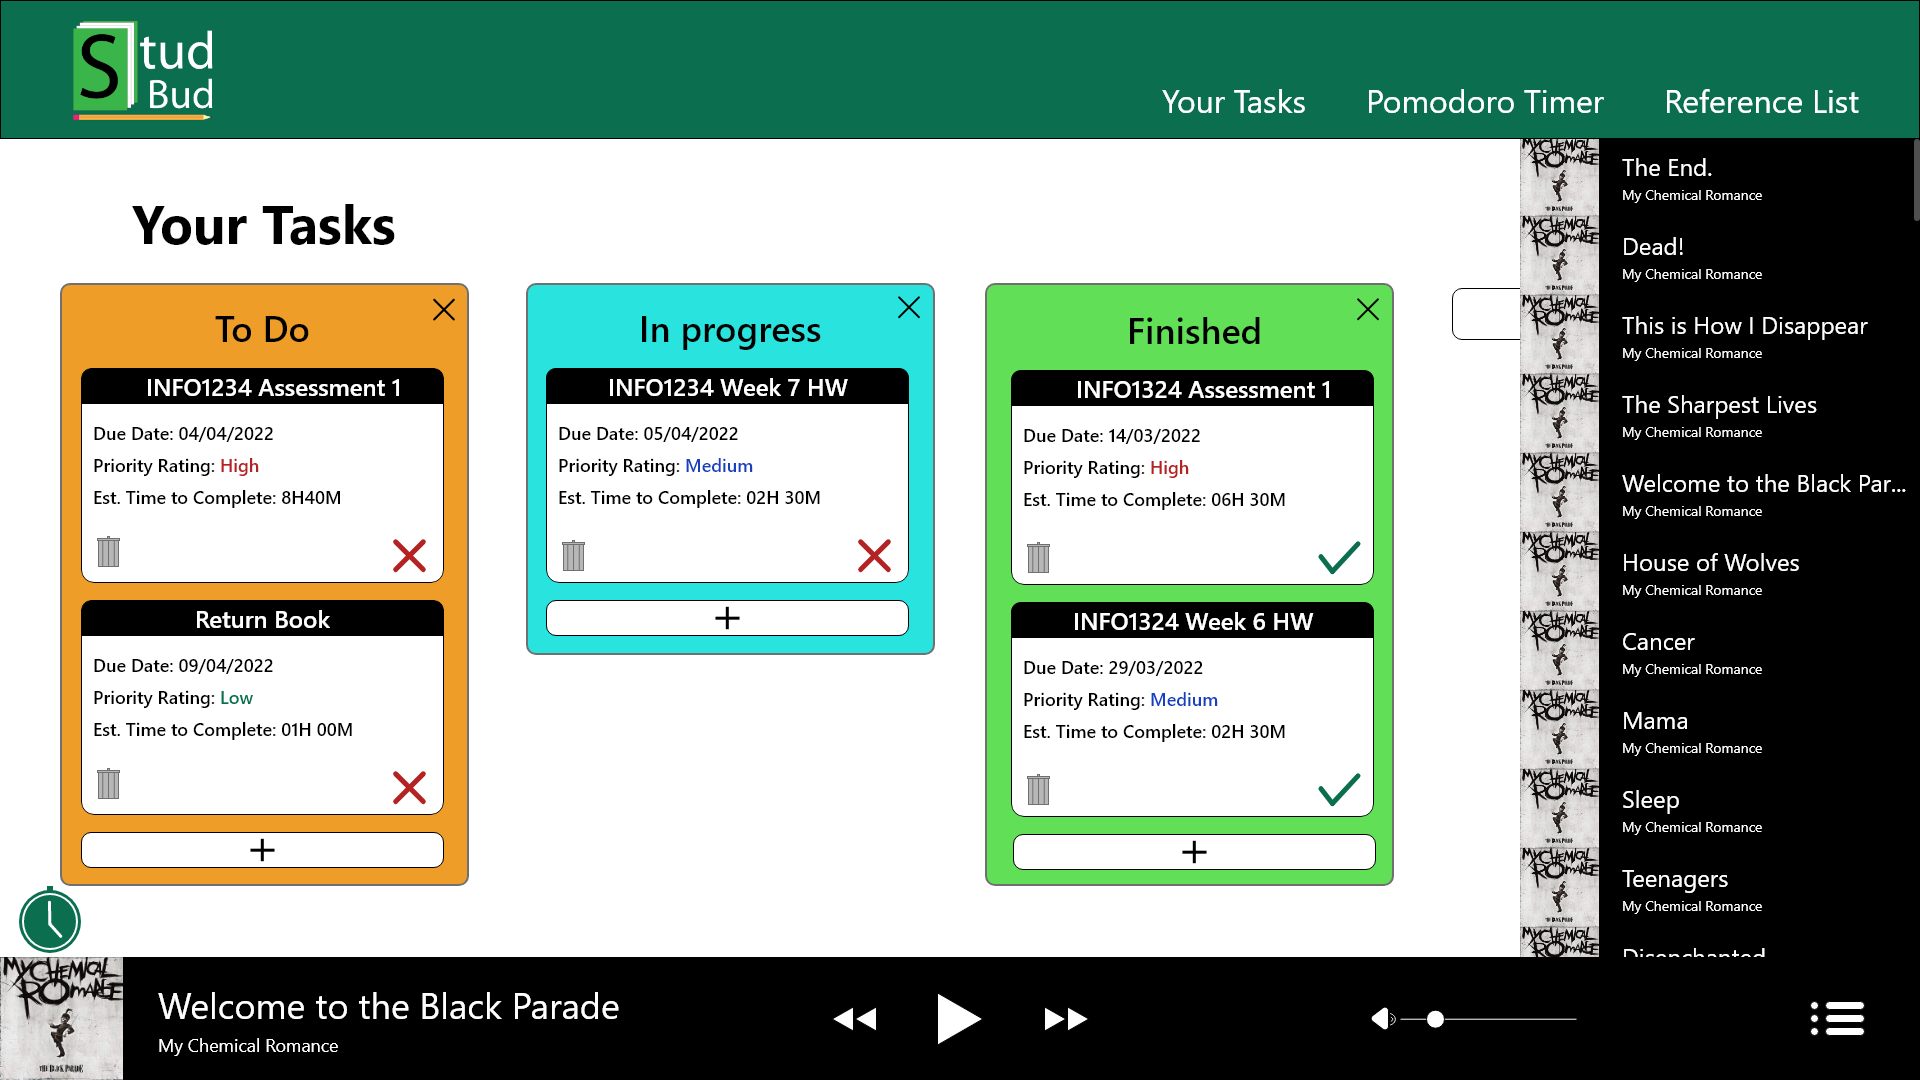 Stud
Bud
Your Tasks
Pomodoro Timer
Reference List
Your Tasks
To Do
INFO1234 Assessment 1
Due Date: 04/04/2022
Priority Rating: High
Est. Time to Complete: 8H40M
Return Book
Due Date: 09/04/2022
Priority Rating: Low
Est. Time to Complete: 01H 00M
In progress
INFO1234 Week 7 HW
Due Date: 05/04/2022
Priority Rating: Medium
Est. Time to Complete: 02H 30M
Finished
INFO1324 Assessment 1
Due Date: 14/03/2022
Priority Rating: High
Est. Time to Complete: 06H 30M
INFO1324 Week 6 HW
Due Date: 29/03/2022
Priority Rating: Medium
Est. Time to Complete: 02H 30M
The End.
My Chemical Romance
Dead!
My Chemical Romance
This is How I Disappear
My Chemical Romance
The Sharpest Lives
My Chemical Romance
Welcome to the Black Par...
My Chemical Romance
House of Wolves
My Chemical Romance
Cancer
My Chemical Romance
Mama
My Chemical Romance
Sleep
My Chemical Romance
Teenagers
My Chemical Romance
Disenchanted
MY CHEMICAL
ROMANCE
THE BLACK PARADE
Welcome to the Black Parade
My Chemical Romance